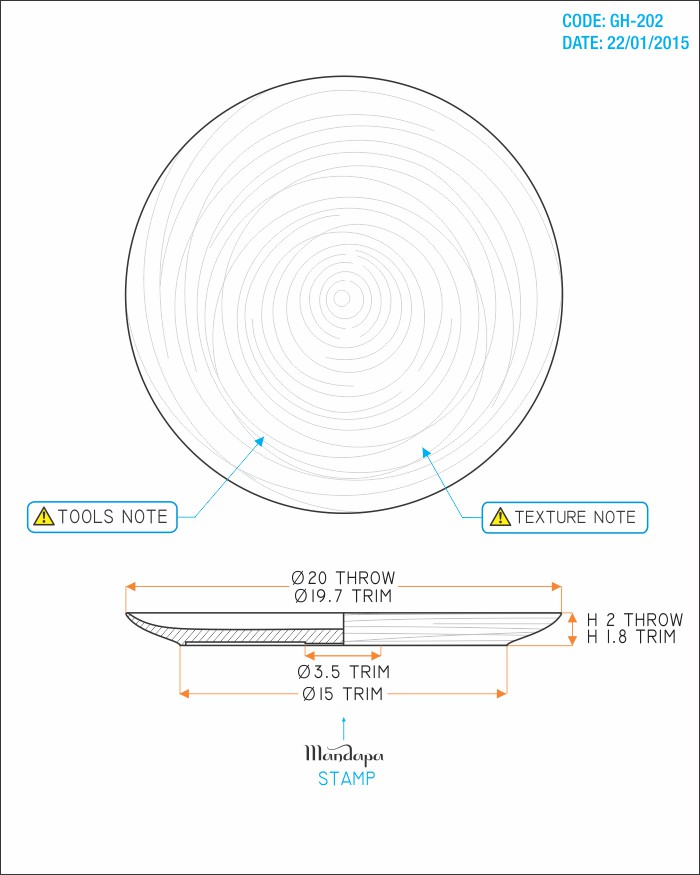 CODE: GH-202
DATE: 22/01/2015
TOOLS NOTE
TEXTURE NOTE
Ø20 THROW
Ø19.7 TRIM
H 2 THROW
H 1.8 TRIM
Ø3.5 TRIM
Ø15 TRIM
Mandapa
STAMP